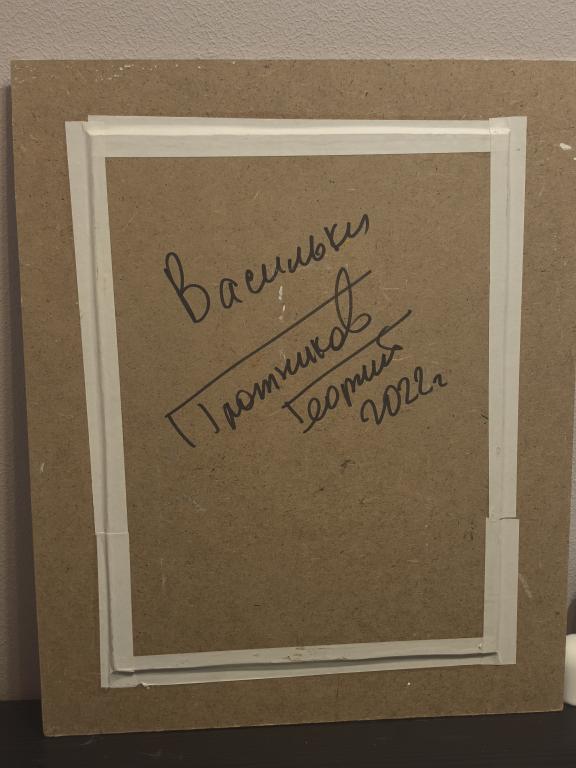 Васильки
Плотников
Георгий
2022г